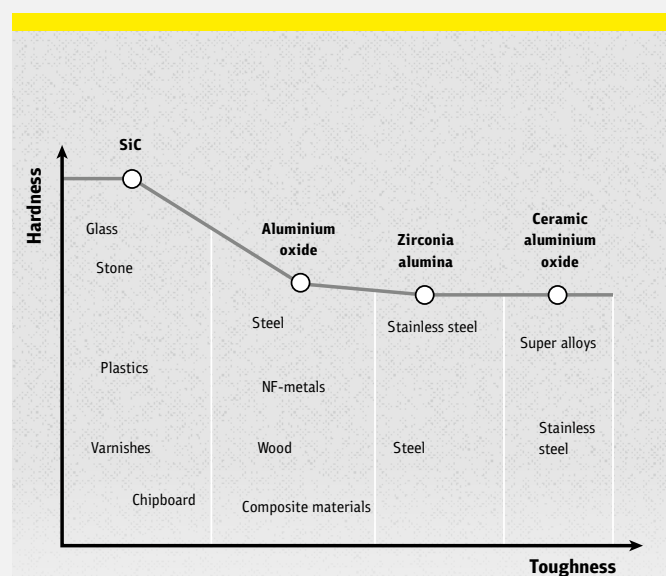 SiC
Hardness
Aluminium
oxide
Zirconia
alumina
Ceramic
aluminium
oxide
Glass
Stone
Plastics
Varnishes
Chipboard
Steel
NF-metals
Wood
Composite materials
Stainless steel
Steel
Super alloys
Stainless
steel
Toughness